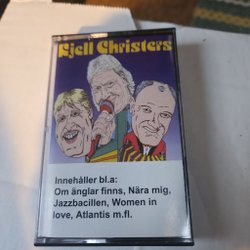 Kjell Christers
Innehåller bl.a:
Om änglar finns, Nära mig,
Jazzbacillen, Women in
love, Atlantis m.fl.